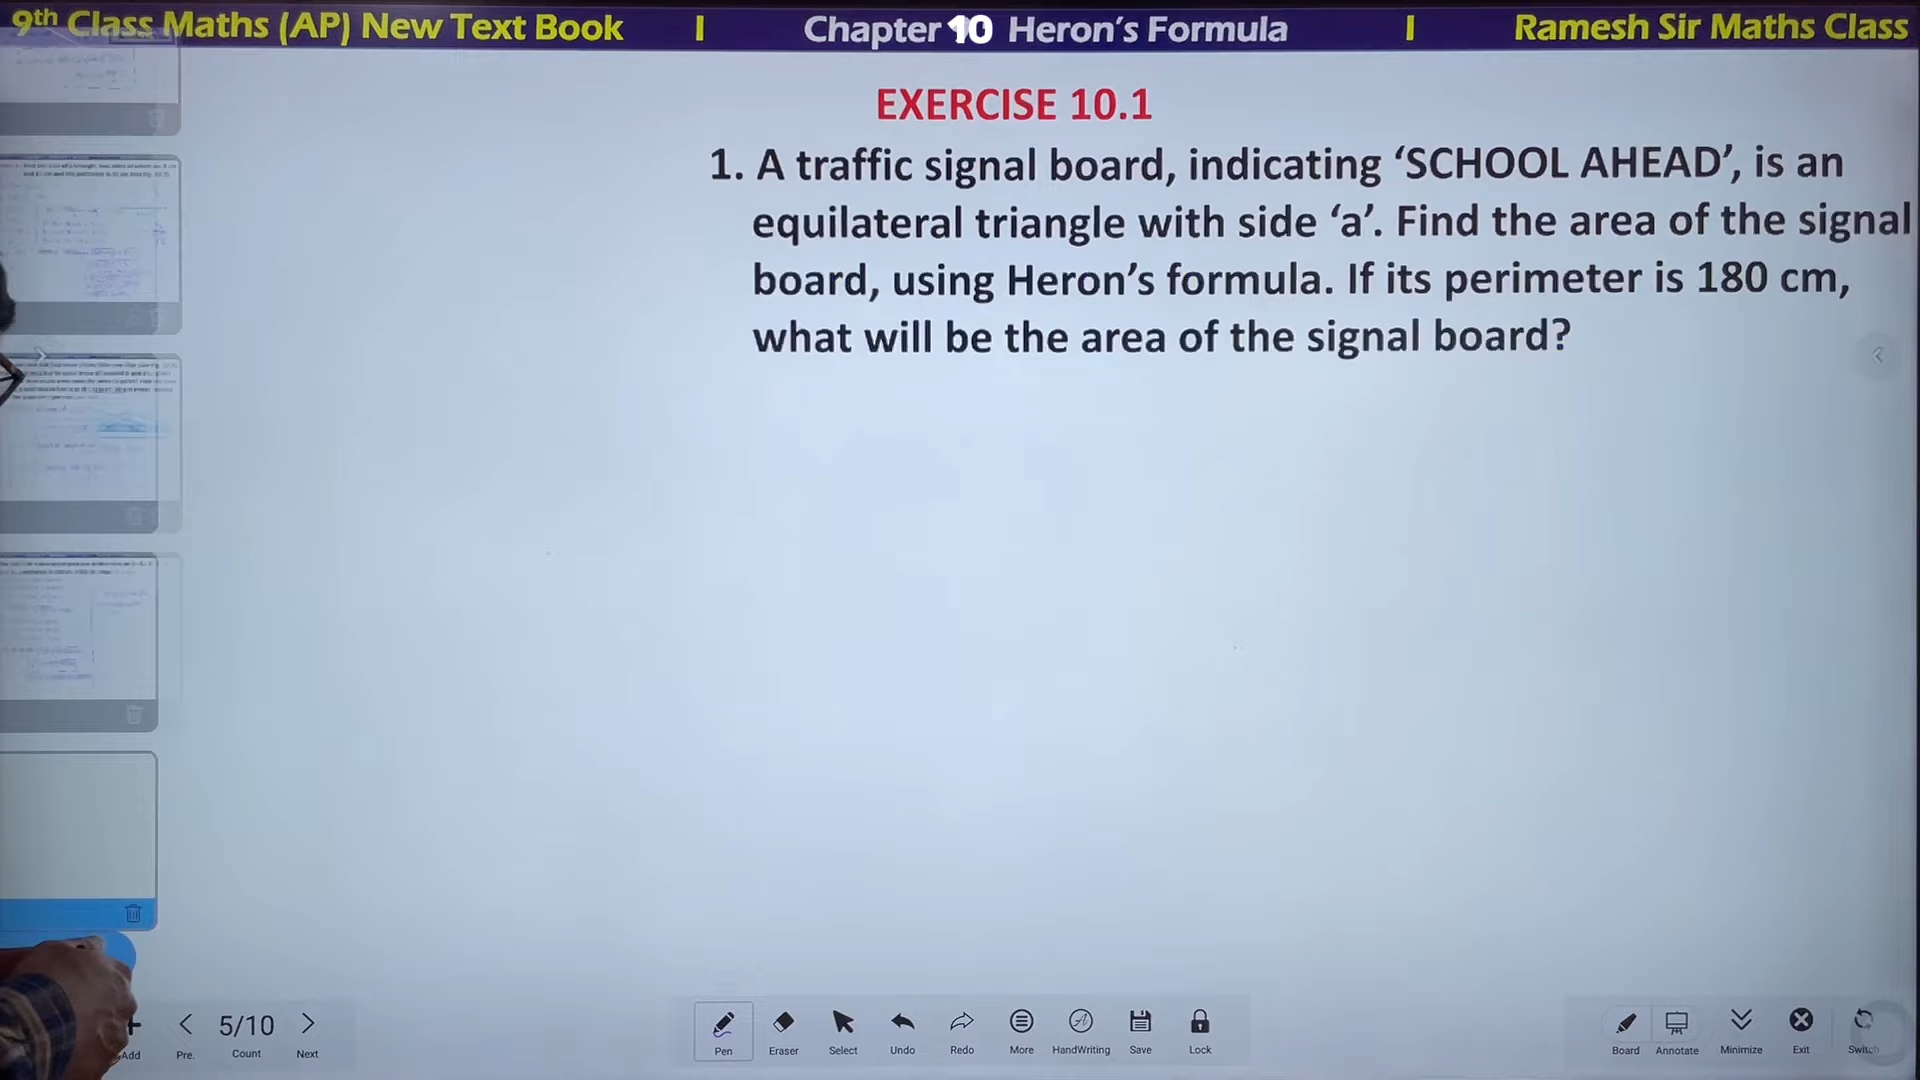 9th Class Maths (AP) New Text Book I Chapter 10 Heron's Formula I Ramesh Sir Maths Class
EXERCISE 10.1
1. A traffic signal board, indicating ‘SCHOOL AHEAD’, is an
equilateral triangle with side ‘a’. Find the area of the signal
board, using Heron’s formula. If its perimeter is 180 cm,
what will be the area of the signal board?
Add
Pre.
5/10
Count
Next
Pen
Eraser
Select
Undo
Redo
More
HandWriting
Save
Lock
Board
Annotate
Minimize
Exit
Switch